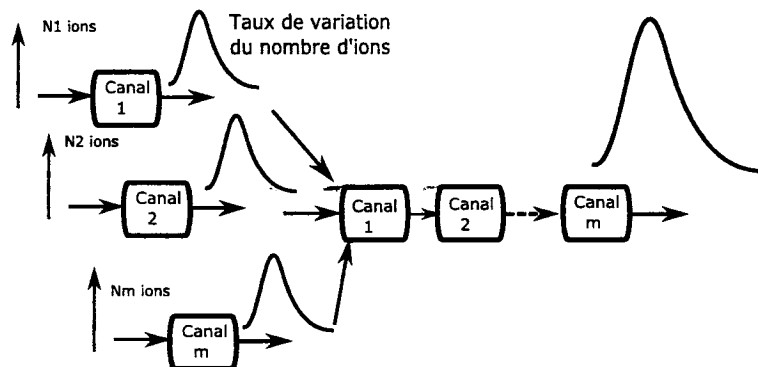 N1 ions
Taux de variation
du nombre d'ions
Canal
1
N2 ions
Canal
2
Canal
1
Canal
2
Canal
m
Nm ions
Canal
m